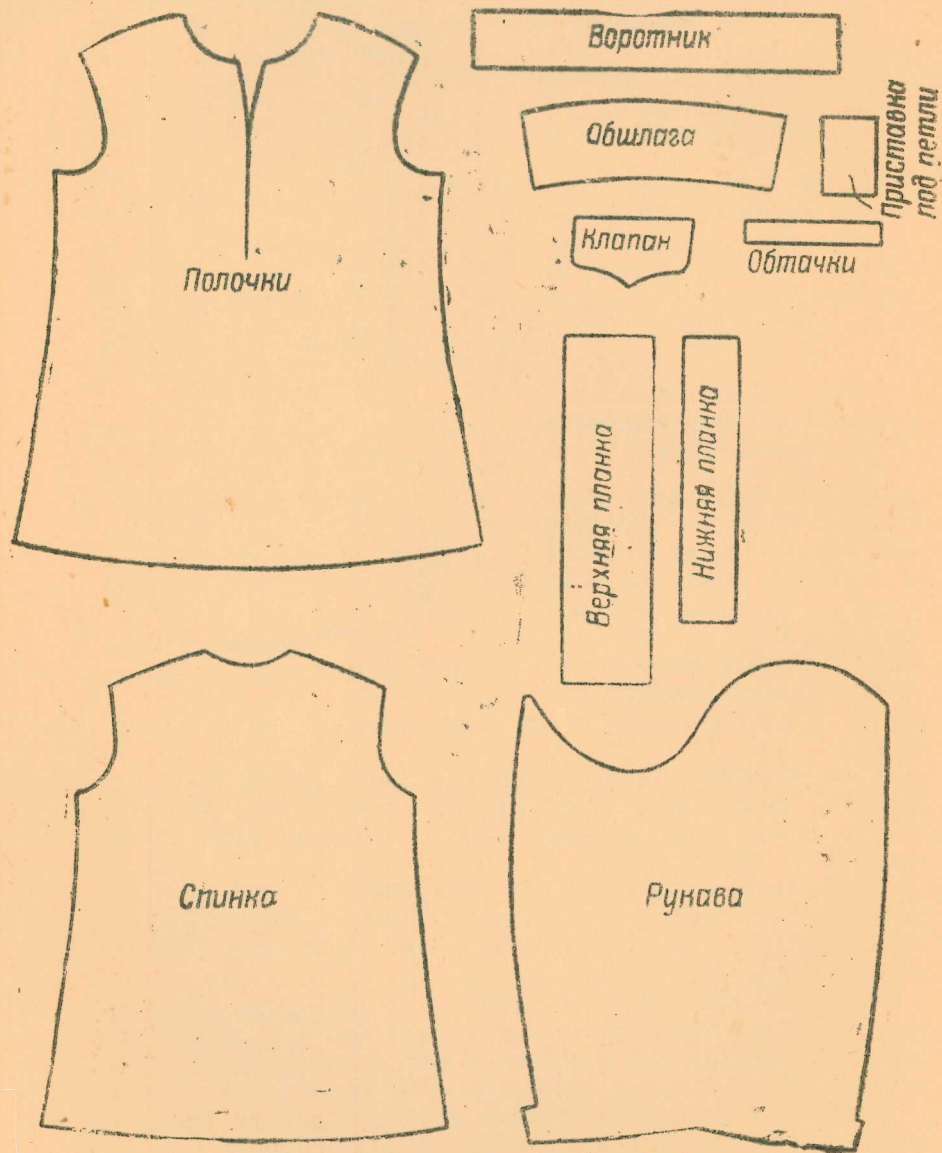 Воротник
Обшлага
Приставка
под петли
Клапан
Обтачки
Полочки
Верхняя планка
Нижняя планка
Спинка
Рукава